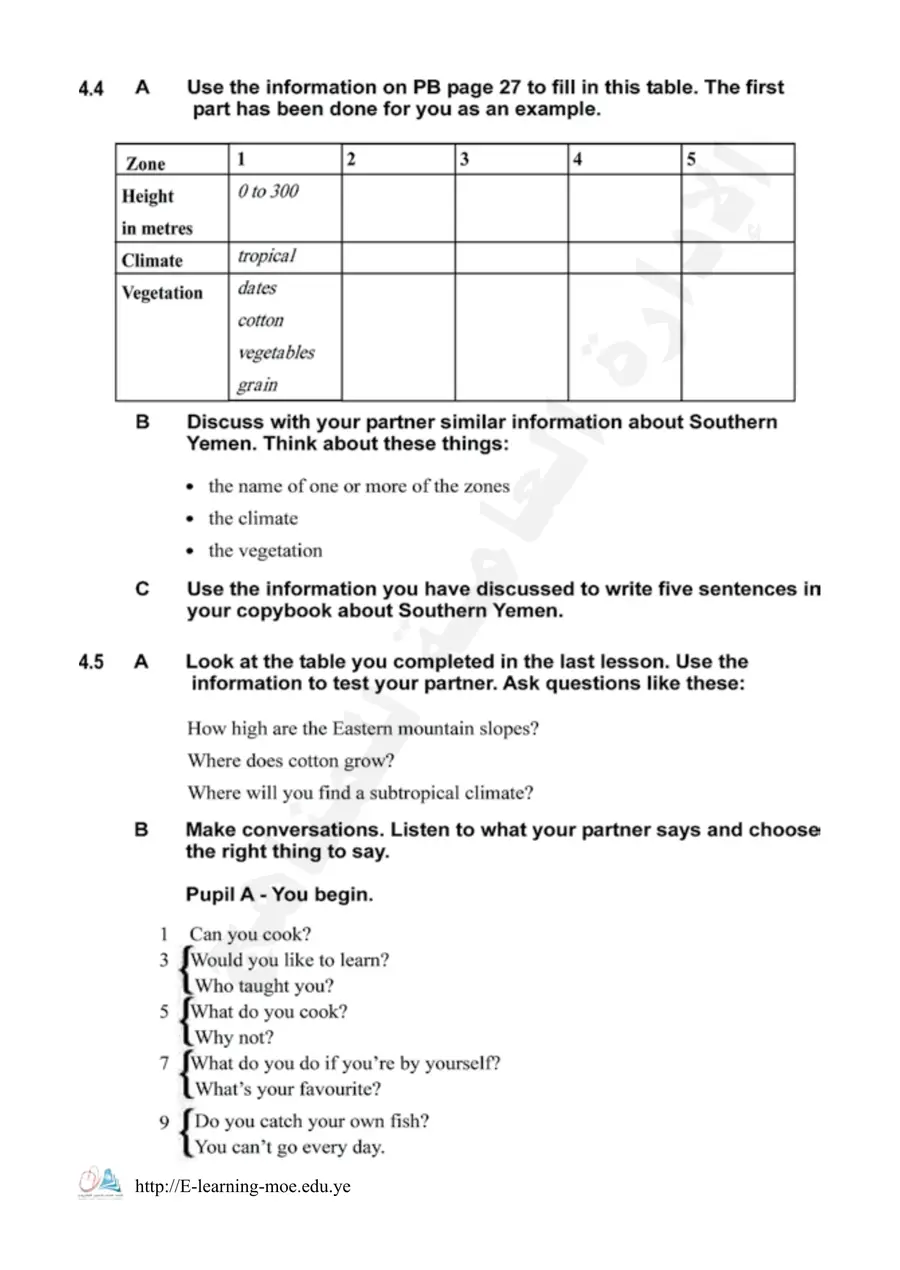 4.4 A Use the information on PB page 27 to fill in this table. The first
part has been done for you as an example.
Zone 1 2 3 4 5
Height 0 to 300
in metres
Climate tropical
Vegetation dates
cotton
vegetables
grain
B Discuss with your partner similar information about Southern
Yemen. Think about these things:
• the name of one or more of the zones
• the climate
• the vegetation
C Use the information you have discussed to write five sentences in
your copybook about Southern Yemen.
4.5 A Look at the table you completed in the last lesson. Use the
information to test your partner. Ask questions like these:
How high are the Eastern mountain slopes?
Where does cotton grow?
Where will you find a subtropical climate?
B Make conversations. Listen to what your partner says and choose
the right thing to say.
Pupil A - You begin.
1 Can you cook?
3 Would you like to learn?
Who taught you?
5 What do you cook?
Why not?
7 What do you do if you're by yourself?
What's your favourite?
9 Do you catch your own fish?
You can't go every day.
http://E-learning-moe.edu.ye